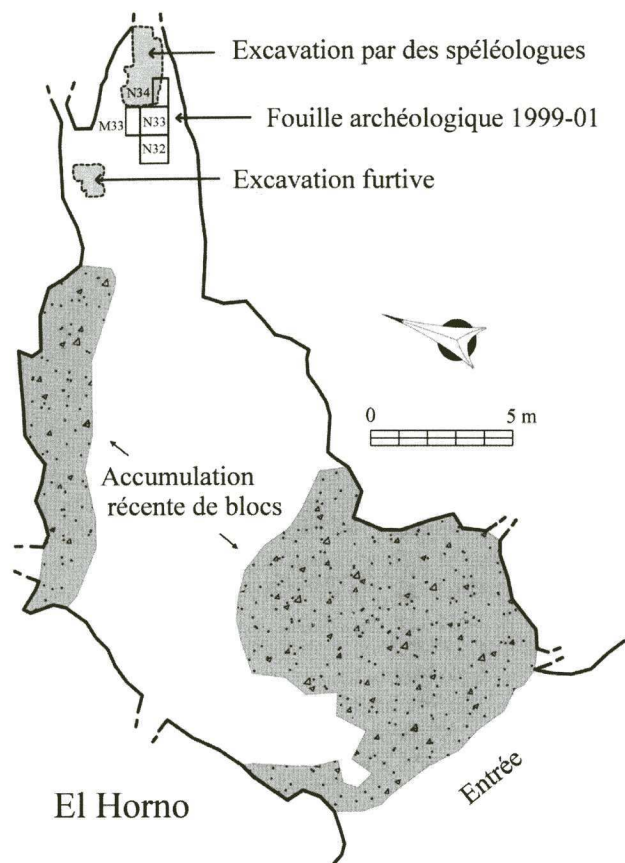 Excavation par des spéléologues
N34
M33 N33
Fouille archéologique 1999-01
N32
Excavation furtive
0 5 m
Accumulation
récente de blocs
Entrée
El Horno